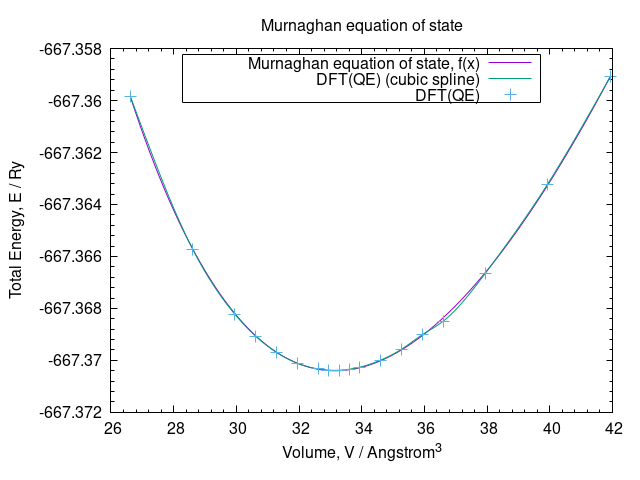 Murnaghan equation of state
-667.358
Murnaghan equation of state, f(x)
DFT(QE) (cubic spline)
DFT(QE)
-667.36
-667.362
-667.364
-667.366
-667.368
-667.37
-667.372
Total Energy, E / Ry
26 28 30 32 34 36 38 40 42
Volume, V / Angstrom³